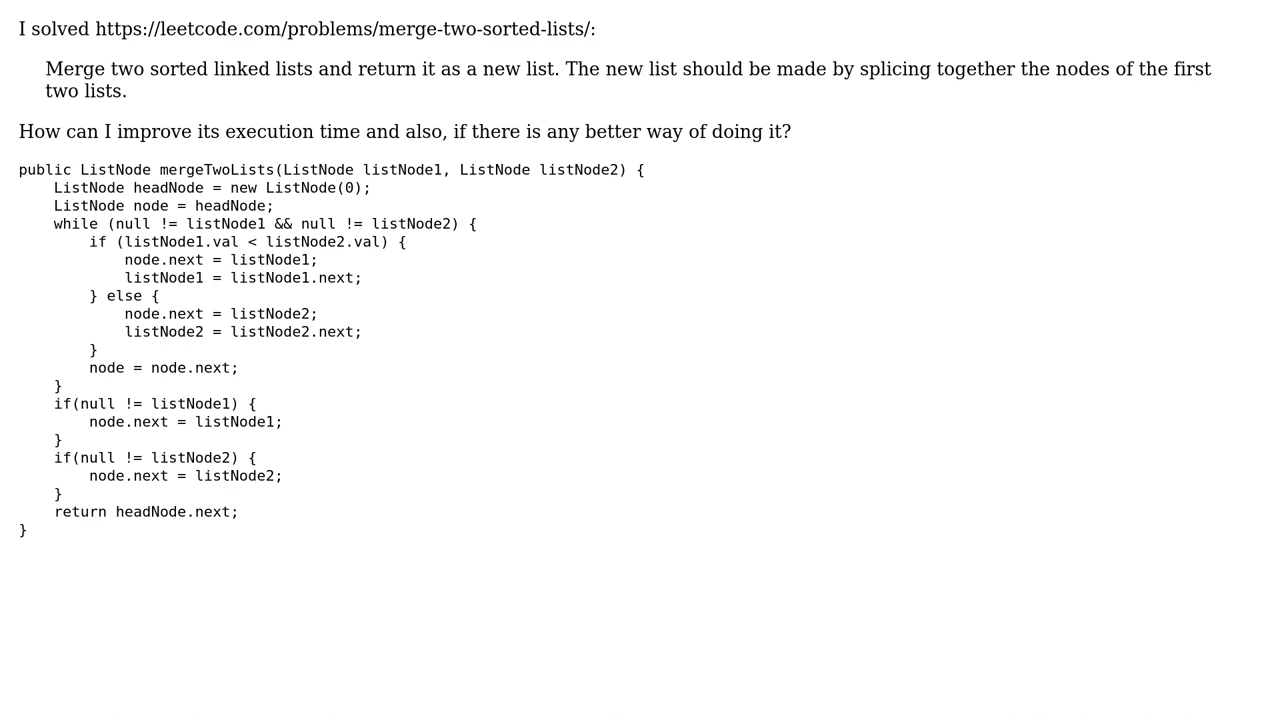 I solved https://leetcode.com/problems/merge-two-sorted-lists/:
Merge two sorted linked lists and return it as a new list. The new list should be made by splicing together the nodes of the first
two lists.
How can I improve its execution time and also, if there is any better way of doing it?
public ListNode mergeTwoLists(ListNode listNode1, ListNode listNode2) {
    ListNode headNode = new ListNode(0);
    ListNode node = headNode;
    while (null != listNode1 && null != listNode2) {
        if (listNode1.val < listNode2.val) {
            node.next = listNode1;
            listNode1 = listNode1.next;
        } else {
            node.next = listNode2;
            listNode2 = listNode2.next;
        }
        node = node.next;
    }
    if(null != listNode1) {
        node.next = listNode1;
    }
    if(null != listNode2) {
        node.next = listNode2;
    }
    return headNode.next;
}